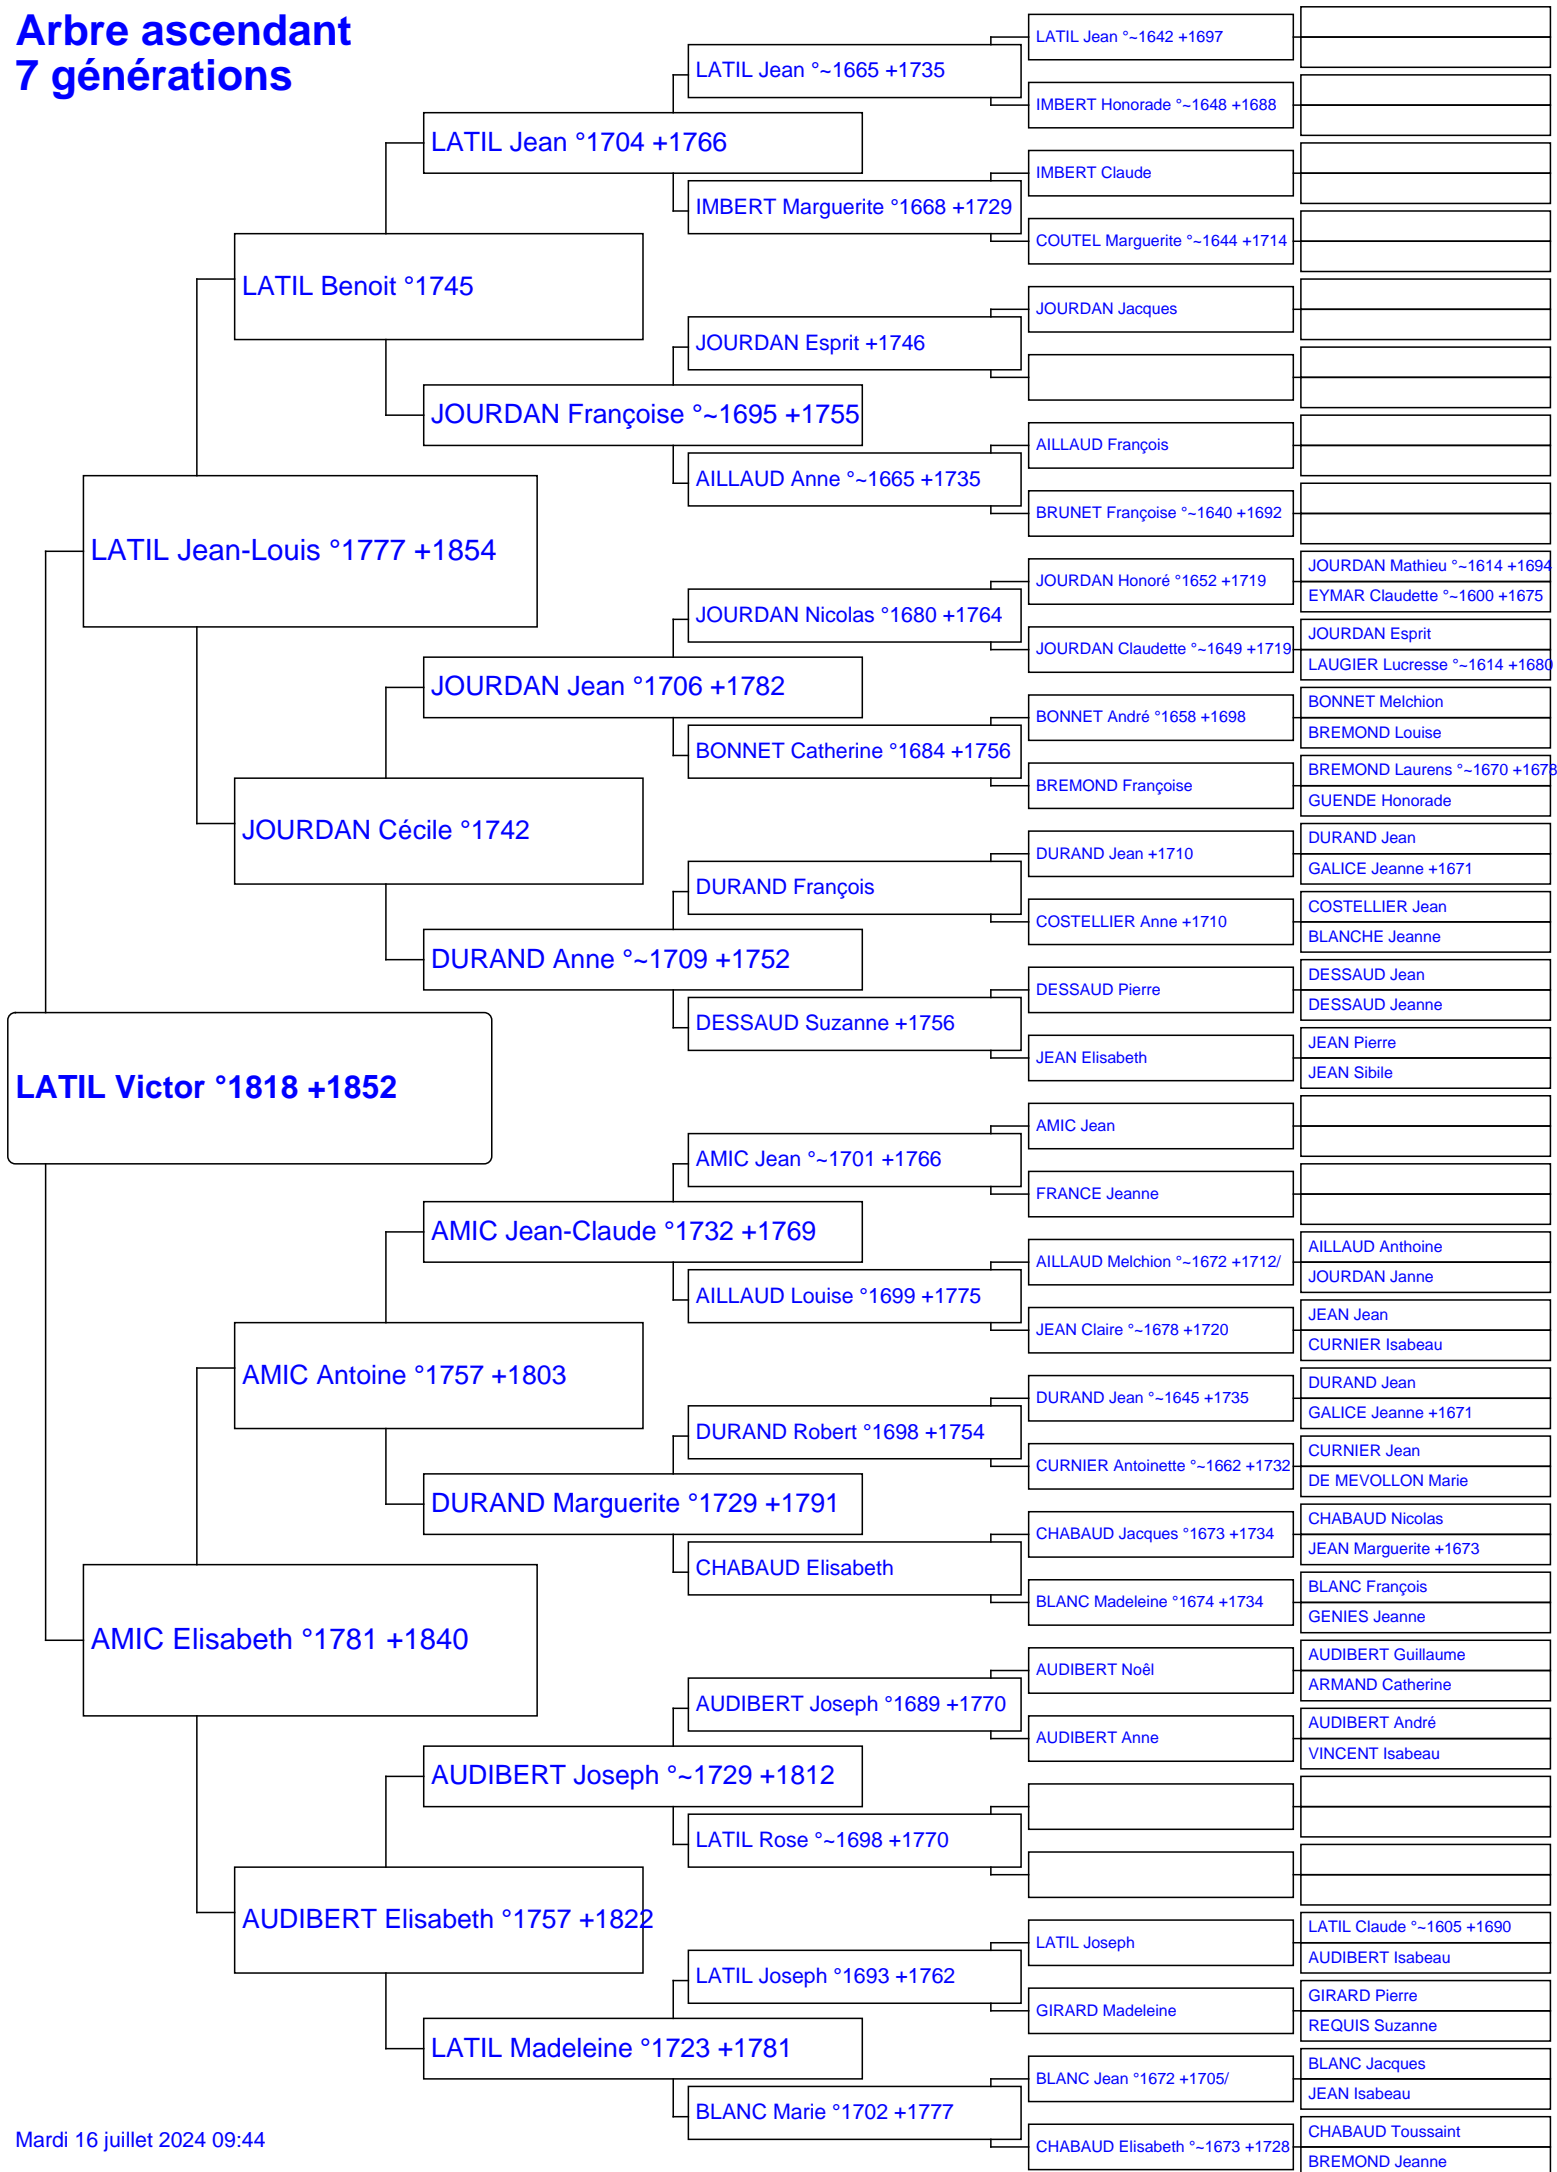 Arbre ascendant
7 générations
LATIL Victor °1818 +1852
LATIL Jean-Louis °1777 +1854
AMIC Elisabeth °1781 +1840
LATIL Benoit °1745
JOURDAN Cécile °1742
AMIC Antoine °1757 +1803
AUDIBERT Elisabeth °1757 +1822
LATIL Jean °1704 +1766
JOURDAN Françoise °~1695 +1755
JOURDAN Jean °1706 +1782
DURAND Anne °~1709 +1752
AMIC Jean-Claude °1732 +1769
DURAND Marguerite °1729 +1791
AUDIBERT Joseph °~1729 +1812
LATIL Madeleine °1723 +1781
LATIL Jean °~1665 +1735
IMBERT Marguerite °1668 +1729
JOURDAN Esprit +1746
AILLAUD Anne °~1665 +1735
JOURDAN Nicolas °1680 +1764
BONNET Catherine °1684 +1756
DURAND François
DESSAUD Suzanne +1756
AMIC Jean °~1701 +1766
AILLAUD Louise °1699 +1775
DURAND Robert °1698 +1754
CHABAUD Elisabeth
AUDIBERT Joseph °1689 +1770
LATIL Rose °~1698 +1770
LATIL Joseph °1693 +1762
BLANC Marie °1702 +1777
LATIL Jean °~1642 +1697
IMBERT Honorade °~1648 +1688
IMBERT Claude
COUTEL Marguerite °~1644 +1714
JOURDAN Jacques
AILLAUD François
BRUNET Françoise °~1640 +1692
JOURDAN Honoré °1652 +1719
JOURDAN Claudette °~1649 +1719
BONNET André °1658 +1698
BREMOND Françoise
DURAND Jean +1710
COSTELLIER Anne +1710
DESSAUD Pierre
JEAN Elisabeth
AMIC Jean
FRANCE Jeanne
AILLAUD Melchion °~1672 +1712/
JEAN Claire °~1678 +1720
DURAND Jean °~1645 +1735
CURNIER Antoinette °~1662 +1732
CHABAUD Jacques °1673 +1734
BLANC Madeleine °1674 +1734
AUDIBERT Noêl
AUDIBERT Anne
LATIL Joseph
GIRARD Madeleine
BLANC Jean °1672 +1705/
CHABAUD Elisabeth °~1673 +1728
JOURDAN Mathieu °~1614 +1694
EYMAR Claudette °~1600 +1675
JOURDAN Esprit
LAUGIER Lucresse °~1614 +1680
BONNET Melchion
BREMOND Louise
BREMOND Laurens °~1670 +1678
GUENDE Honorade
DURAND Jean
GALICE Jeanne +1671
COSTELLIER Jean
BLANCHE Jeanne
DESSAUD Jean
DESSAUD Jeanne
JEAN Pierre
JEAN Sibile
AILLAUD Anthoine
JOURDAN Janne
JEAN Jean
CURNIER Isabeau
DURAND Jean
GALICE Jeanne +1671
CURNIER Jean
DE MEVOLLON Marie
CHABAUD Nicolas
JEAN Marguerite +1673
BLANC François
GENIES Jeanne
AUDIBERT Guillaume
ARMAND Catherine
AUDIBERT André
VINCENT Isabeau
LATIL Claude °~1605 +1690
AUDIBERT Isabeau
GIRARD Pierre
REQUIS Suzanne
BLANC Jacques
JEAN Isabeau
CHABAUD Toussaint
BREMOND Jeanne
Mardi 16 juillet 2024 09:44